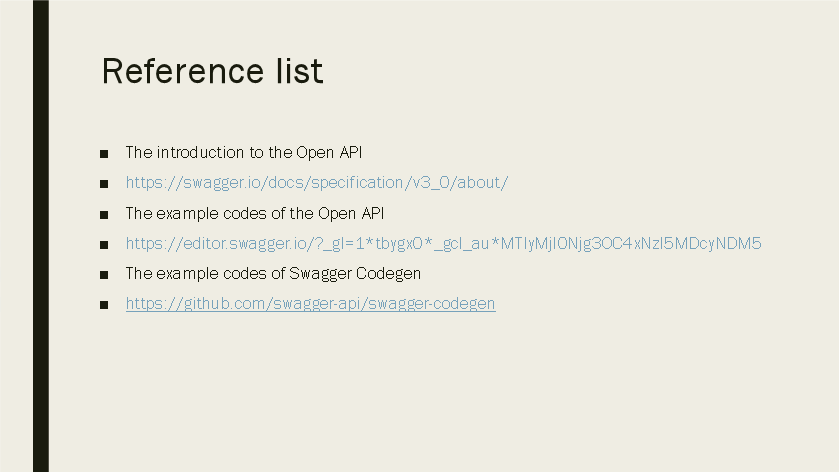 Reference list
■ The introduction to the Open API
■ https://swagger.io/docs/specification/v3_0/about/
■ The example codes of the Open API
■ https://editor.swagger.io/?_gl=1*tbygx0*_gcl_au*MTIyMjI0Njg3OC4xNzI5MDcyNDM5
■ The example codes of Swagger Codegen
■ https://github.com/swagger-api/swagger-codegen